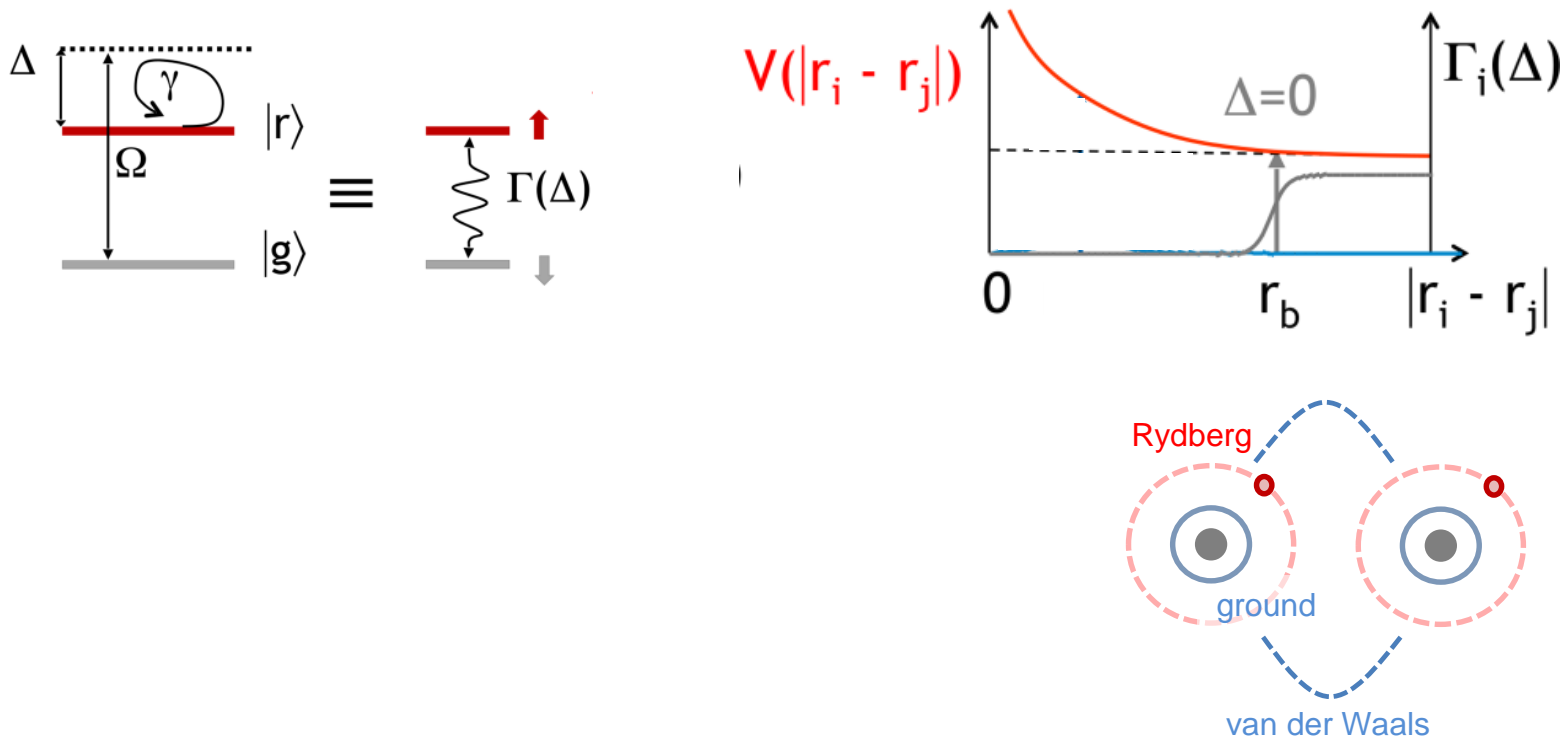 Δ
γ
|r⟩
Ω
|g⟩
≡
Γ(Δ)
V(|r_i - r_j|)
Δ=0
Γ_i(Δ)
0
r_b
|r_i - r_j|
Rydberg
ground
van der Waals